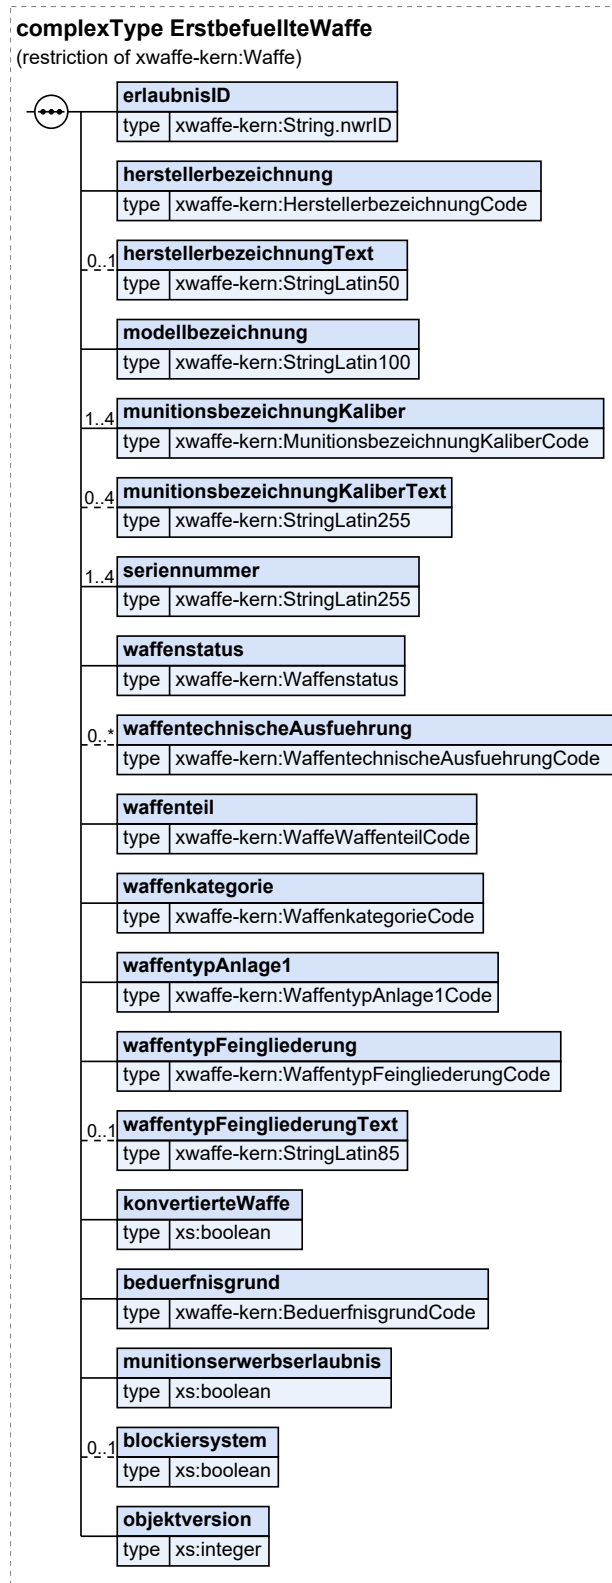 complexType ErstbefuellteWaffe
(restriction of xwaffe-kern:Waffe)
erlaubnisID
type xwaffe-kern:String.nwrID
herstellerbezeichnung
type xwaffe-kern:HerstellerbezeichnungCode
0..1 herstellerbezeichnungText
type xwaffe-kern:StringLatin50
modellbezeichnung
type xwaffe-kern:StringLatin100
1..4 munitionsbezeichnungKaliber
type xwaffe-kern:MunitionsbezeichnungKaliberCode
0..4 munitionsbezeichnungKaliberText
type xwaffe-kern:StringLatin255
1..4 seriennummer
type xwaffe-kern:StringLatin255
waffenstatus
type xwaffe-kern:Waffenstatus
0..* waffentechnischeAusfuehrung
type xwaffe-kern:WaffentechnischeAusfuehrungCode
waffenteil
type xwaffe-kern:WaffeWaffenteilCode
waffenkategorie
type xwaffe-kern:WaffenkategorieCode
waffentypAnlage1
type xwaffe-kern:WaffentypAnlage1Code
waffentypFeingliederung
type xwaffe-kern:WaffentypFeingliederungCode
0..1 waffentypFeingliederungText
type xwaffe-kern:StringLatin85
konvertierteWaffe
type xs:boolean
beduerfnisgrund
type xwaffe-kern:BeduerfnisgrundCode
munitionserwerbserlaubnis
type xs:boolean
0..1 blockiersystem
type xs:boolean
objektversion
type xs:integer